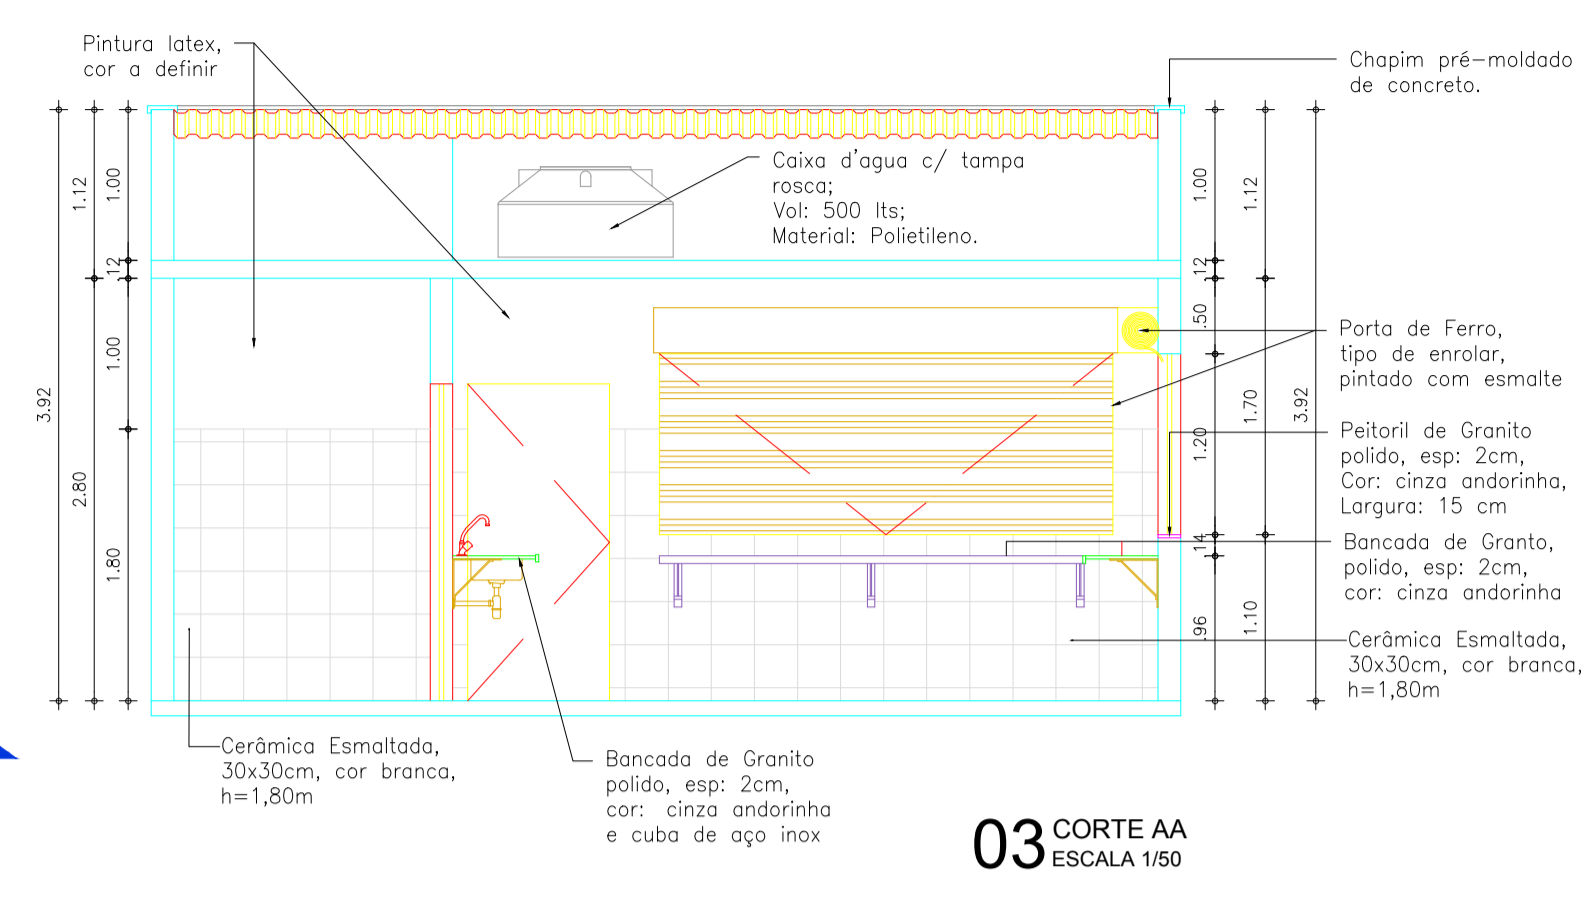 Pintura latex,
cor a definir
Chapim pré-moldado
de concreto.
Caixa d'agua c/ tampa
rosca;
Vol: 500 lts;
Material: Polietileno.
3.92
1.12
2.80
1.00
.12
1.00
1.80
1.00
.12
.50
1.20
.14
.96
1.12
1.70
1.10
3.92
Porta de Ferro,
tipo de enrolar,
pintado com esmalte
Peitoril de Granito
polido, esp: 2cm,
Cor: cinza andorinha,
Largura: 15 cm
Bancada de Granto,
polido, esp: 2cm,
cor: cinza andorinha
Cerâmica Esmaltada,
30x30cm, cor branca,
h=1,80m
Cerâmica Esmaltada,
30x30cm, cor branca,
h=1,80m
Bancada de Granito
polido, esp: 2cm,
cor: cinza andorinha
e cuba de aço inox
03 CORTE AA
ESCALA 1/50